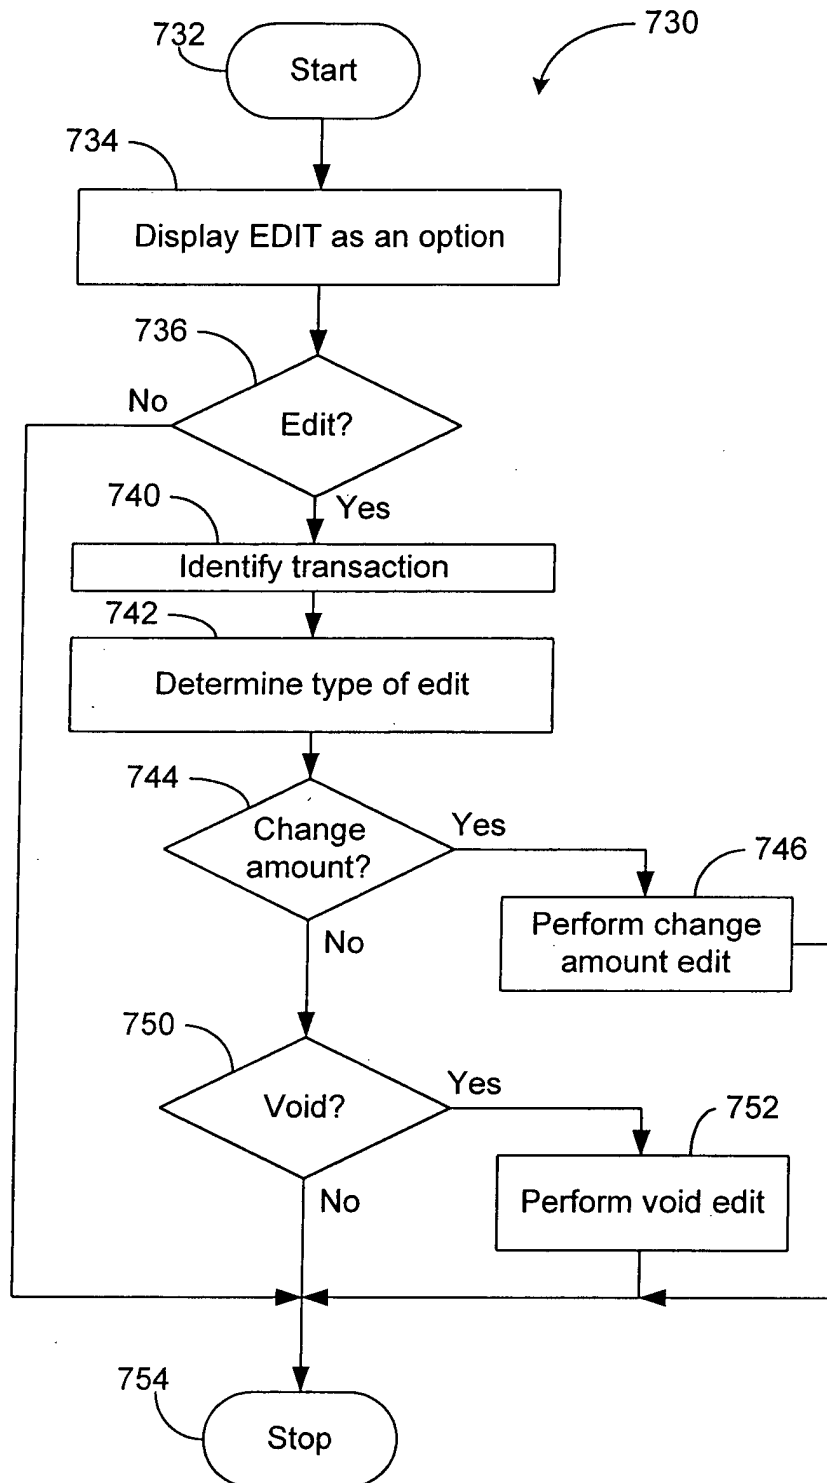 730
732
Start
734
Display EDIT as an option
736
No
Edit?
Yes
740
Identify transaction
742
Determine type of edit
744
Change
amount?
Yes
746
Perform change
amount edit
No
750
Void?
Yes
752
Perform void edit
No
754
Stop